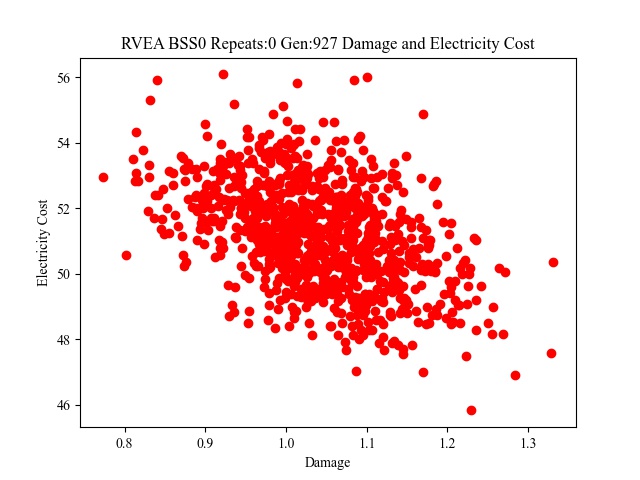 RVEA BSS0 Repeats:0 Gen:927 Damage and Electricity Cost
56
54
52
50
48
46
Electricity Cost
0.8 0.9 1.0 1.1 1.2 1.3
Damage